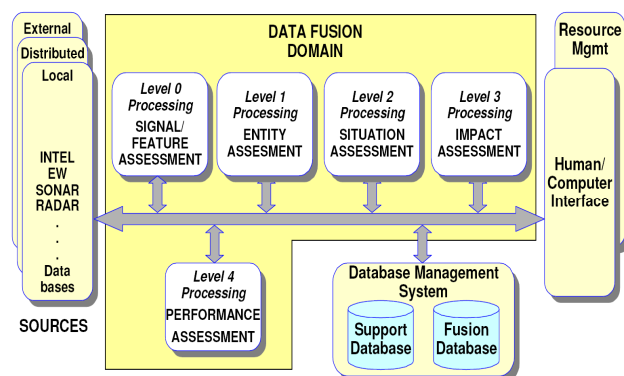 External
Distributed
Local
INTEL
EW
SONAR
RADAR
.
.
.
Data
bases
SOURCES
DATA FUSION
DOMAIN
Level 0
Processing
SIGNAL/
FEATURE
ASSESSMENT
Level 1
Processing
ENTITY
ASSESMENT
Level 2
Processing
SITUATION
ASSESSMENT
Level 3
Processing
IMPACT
ASSESSMENT
Level 4
Processing
PERFORMANCE
ASSESSMENT
Database Management
System
Support
Database
Fusion
Database
Resource
Mgmt
Human/
Computer
Interface